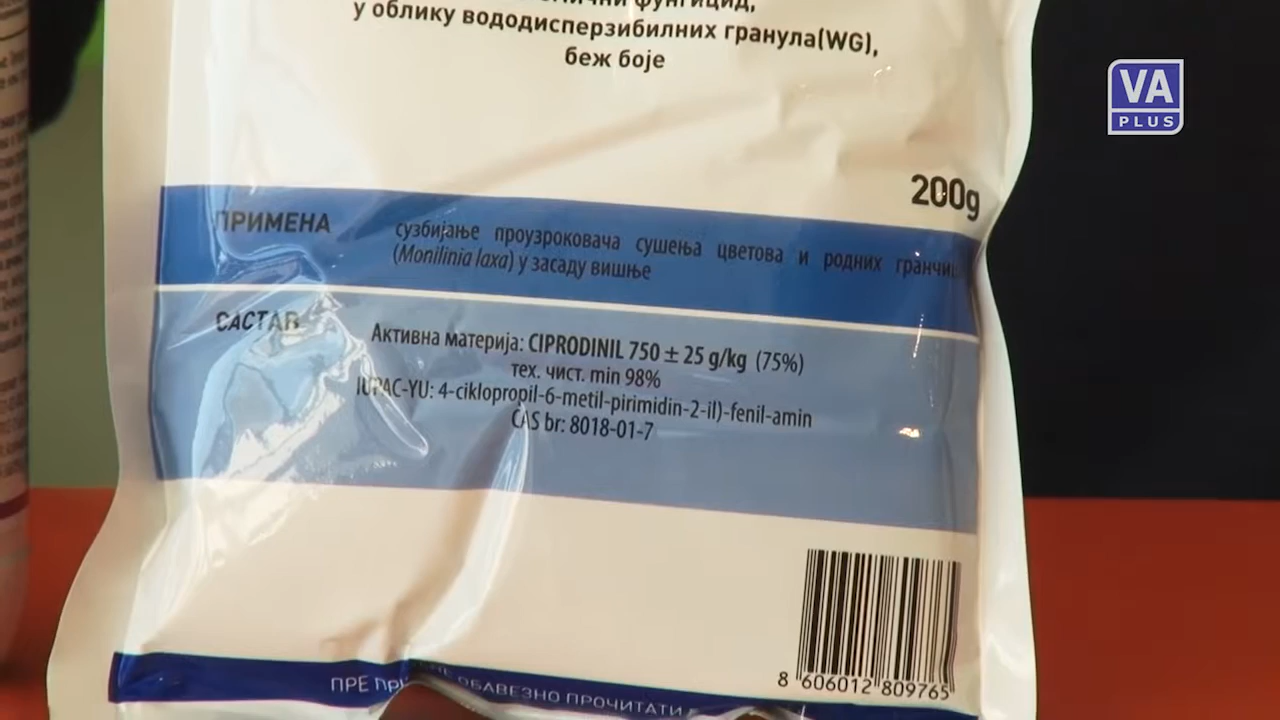 фунгицид,
у облику вододисперзибилних гранула(WG),
беж боје
VA
PLUS
200g
ПРИМЕНА
сузбијање проузроковача сушења цветова и родних
(Monilinia laxa) у засаду вишње
САСТАВ
Активна материја: CIPRODINIL 750 ± 25 g/kg (75%)
тех. чист. min 98%
IUPAC-YU: 4-ciklopropil-6-metil-pirimidin-2-il)-fenil-amin
CAS br: 8018-01-7
8 606012 809765
ПРЕ ОБАВЕЗНО ПРОЧИТАТИ